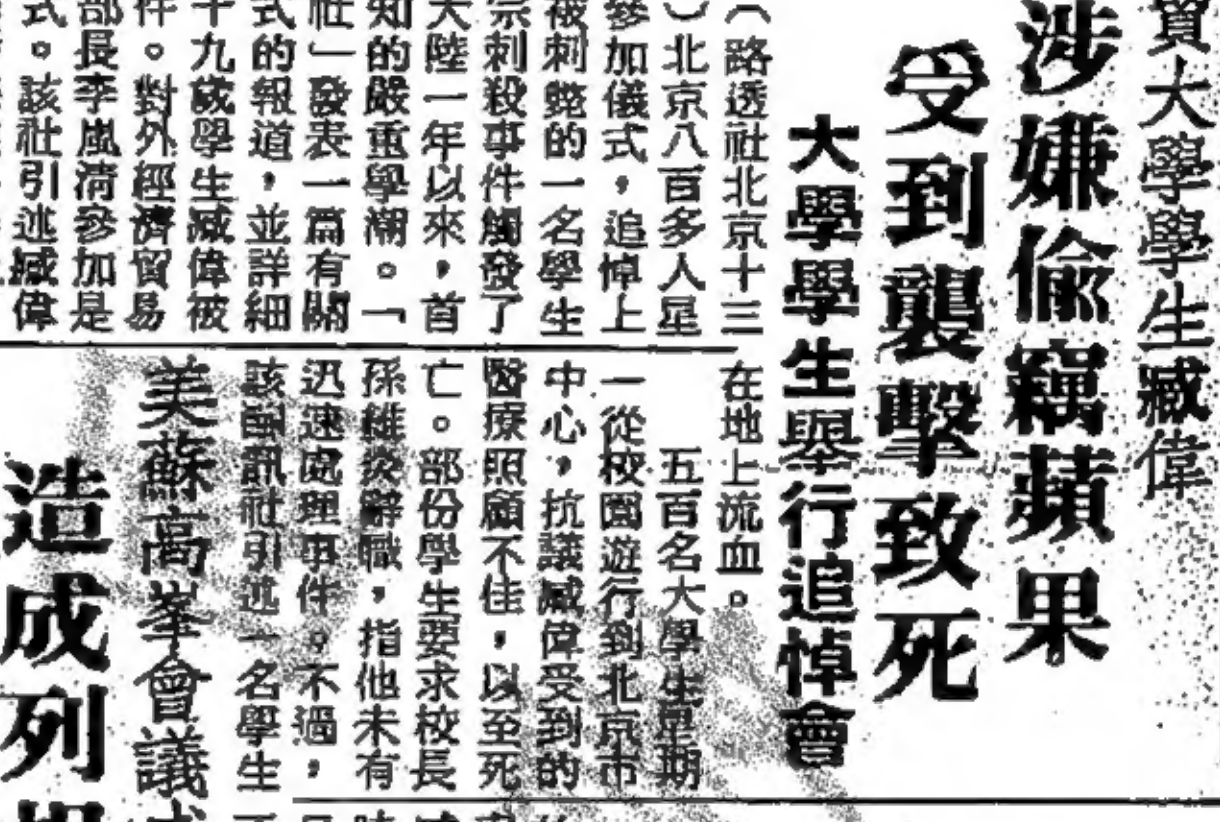 貿大學學生臧偉
涉嫌偷竊蘋果
受到襲擊致死
大學學生舉行追悼會
（路透社北京十三
）北京八百多人星
參加儀式，追悼上
被刺斃的一名學生
宗刺殺事件觸發了
大陸一年以來，首
知的嚴重學潮。「
社」發表一篇有關
式的報道，並詳細
十九歲學生臧偉被
件。對外經濟貿易
部長李嵐清參加是
式。該社引述臧偉
在地上流血。
五百名大學生星期
一從校園遊行到北京市
中心，抗議臧偉受到的
醫療照顧不佳，以至死
亡。部份學生要求校長
孫維炎辭職，指他未有
迅速處理事件。不過，
該通訊社引述一名學生
美蘇高峯會議
造成列